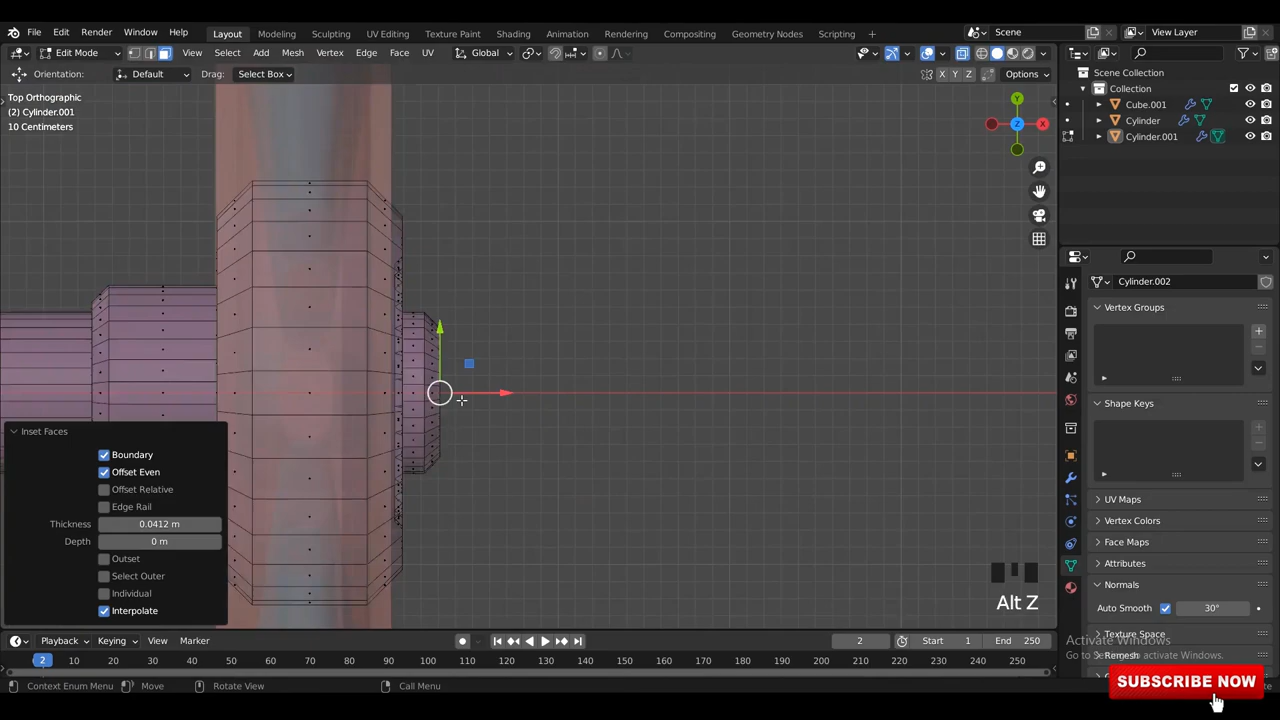 File Edit Render Window Help Layout Modeling Sculpting UV Editing Texture Paint Shading Animation Rendering Compositing Geometry Nodes Scripting + Scene View Layer
Edit Mode View Select Add Mesh Vertex Edge Face UV Global
Orientation: Default Drag: Select Box X Y Z Options
Top Orthographic
(2) Cylinder.001
10 Centimeters
Y
Z
X
Scene Collection
Collection
Cube.001
Cylinder
Cylinder.001
Cylinder.002
Vertex Groups
Shape Keys
UV Maps
Vertex Colors
Face Maps
Attributes
Normals
Auto Smooth 30°
Texture Space
Remesh
Inset Faces
Boundary
Offset Even
Offset Relative
Edge Rail
Thickness 0.0412 m
Depth 0 m
Outset
Select Outer
Individual
Interpolate
Alt Z
Activate Windows
Go to Settings to activate Windows.
SUBSCRIBE NOW
Playback Keying View Marker 2 Start 1 End 250
2 10 20 30 40 50 60 70 80 90 100 110 120 130 140 150 160 170 180 190 200 210 220 230 240 250
Context Enum Menu Move Rotate View Call Menu